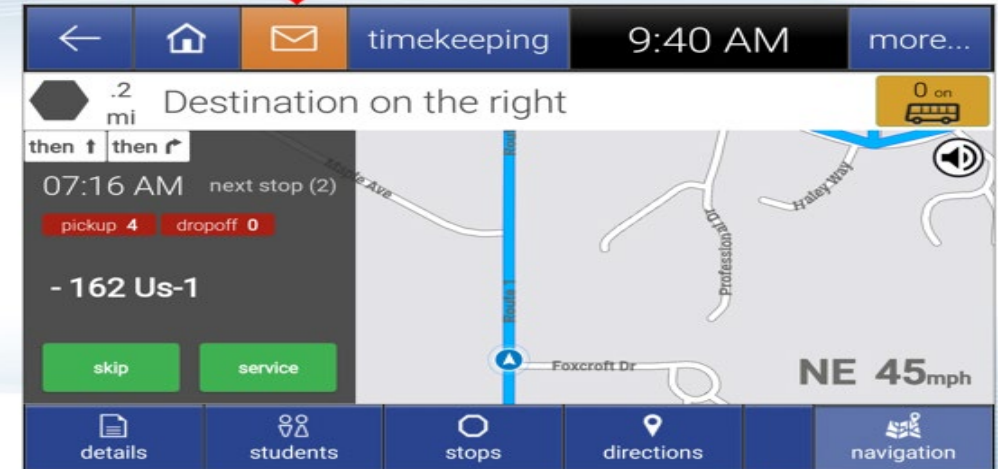 timekeeping 9:40 AM more...
.2 mi Destination on the right 0 on
then then
07:16 AM next stop (2)
pickup 4 dropoff 0
- 162 Us-1
skip service
Maple Ave
Rout
Haley Way
Professional Dr
Route 1
Foxcroft Dr
NE 45mph
details students stops directions navigation